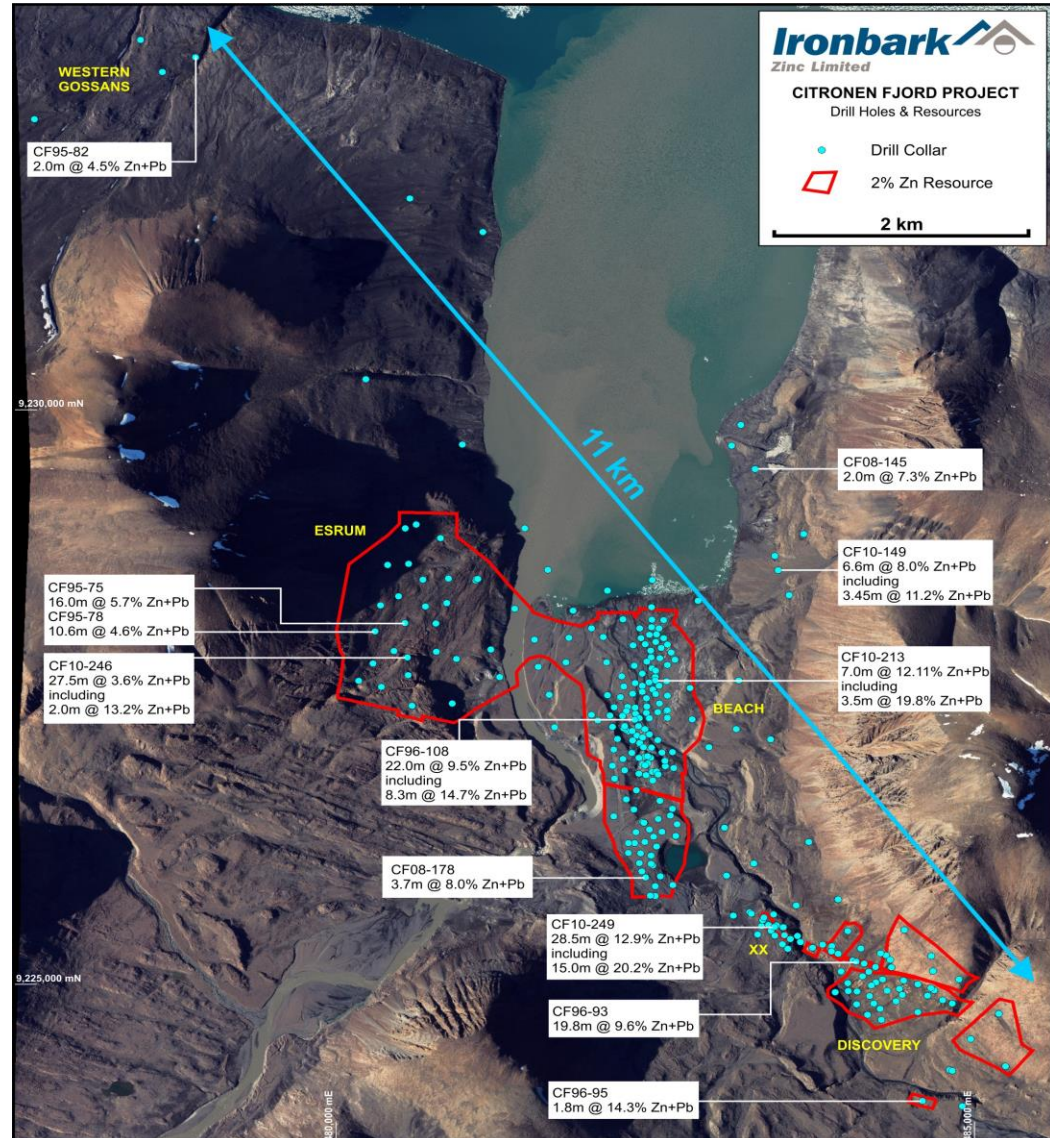 Ironbark
Zinc Limited
CITRONEN FJORD PROJECT
Drill Holes & Resources
Drill Collar
2% Zn Resource
2 km
WESTERN
GOSSANS
CF95-82
2.0m @ 4.5% Zn+Pb
9,230,000 mN
11 km
CF08-145
2.0m @ 7.3% Zn+Pb
ESRUM
CF10-149
6.6m @ 8.0% Zn+Pb
including
3.45m @ 11.2% Zn+Pb
CF95-75
16.0m @ 5.7% Zn+Pb
CF95-78
10.6m @ 4.6% Zn+Pb
CF10-246
27.5m @ 3.6% Zn+Pb
including
2.0m @ 13.2% Zn+Pb
CF10-213
7.0m @ 12.11% Zn+Pb
including
3.5m @ 19.8% Zn+Pb
BEACH
CF96-108
22.0m @ 9.5% Zn+Pb
including
8.3m @ 14.7% Zn+Pb
CF08-178
3.7m @ 8.0% Zn+Pb
CF10-249
28.5m @ 12.9% Zn+Pb
including
15.0m @ 20.2% Zn+Pb
XX
9,225,000 mN
CF96-93
19.8m @ 9.6% Zn+Pb
DISCOVERY
CF96-95
1.8m @ 14.3% Zn+Pb